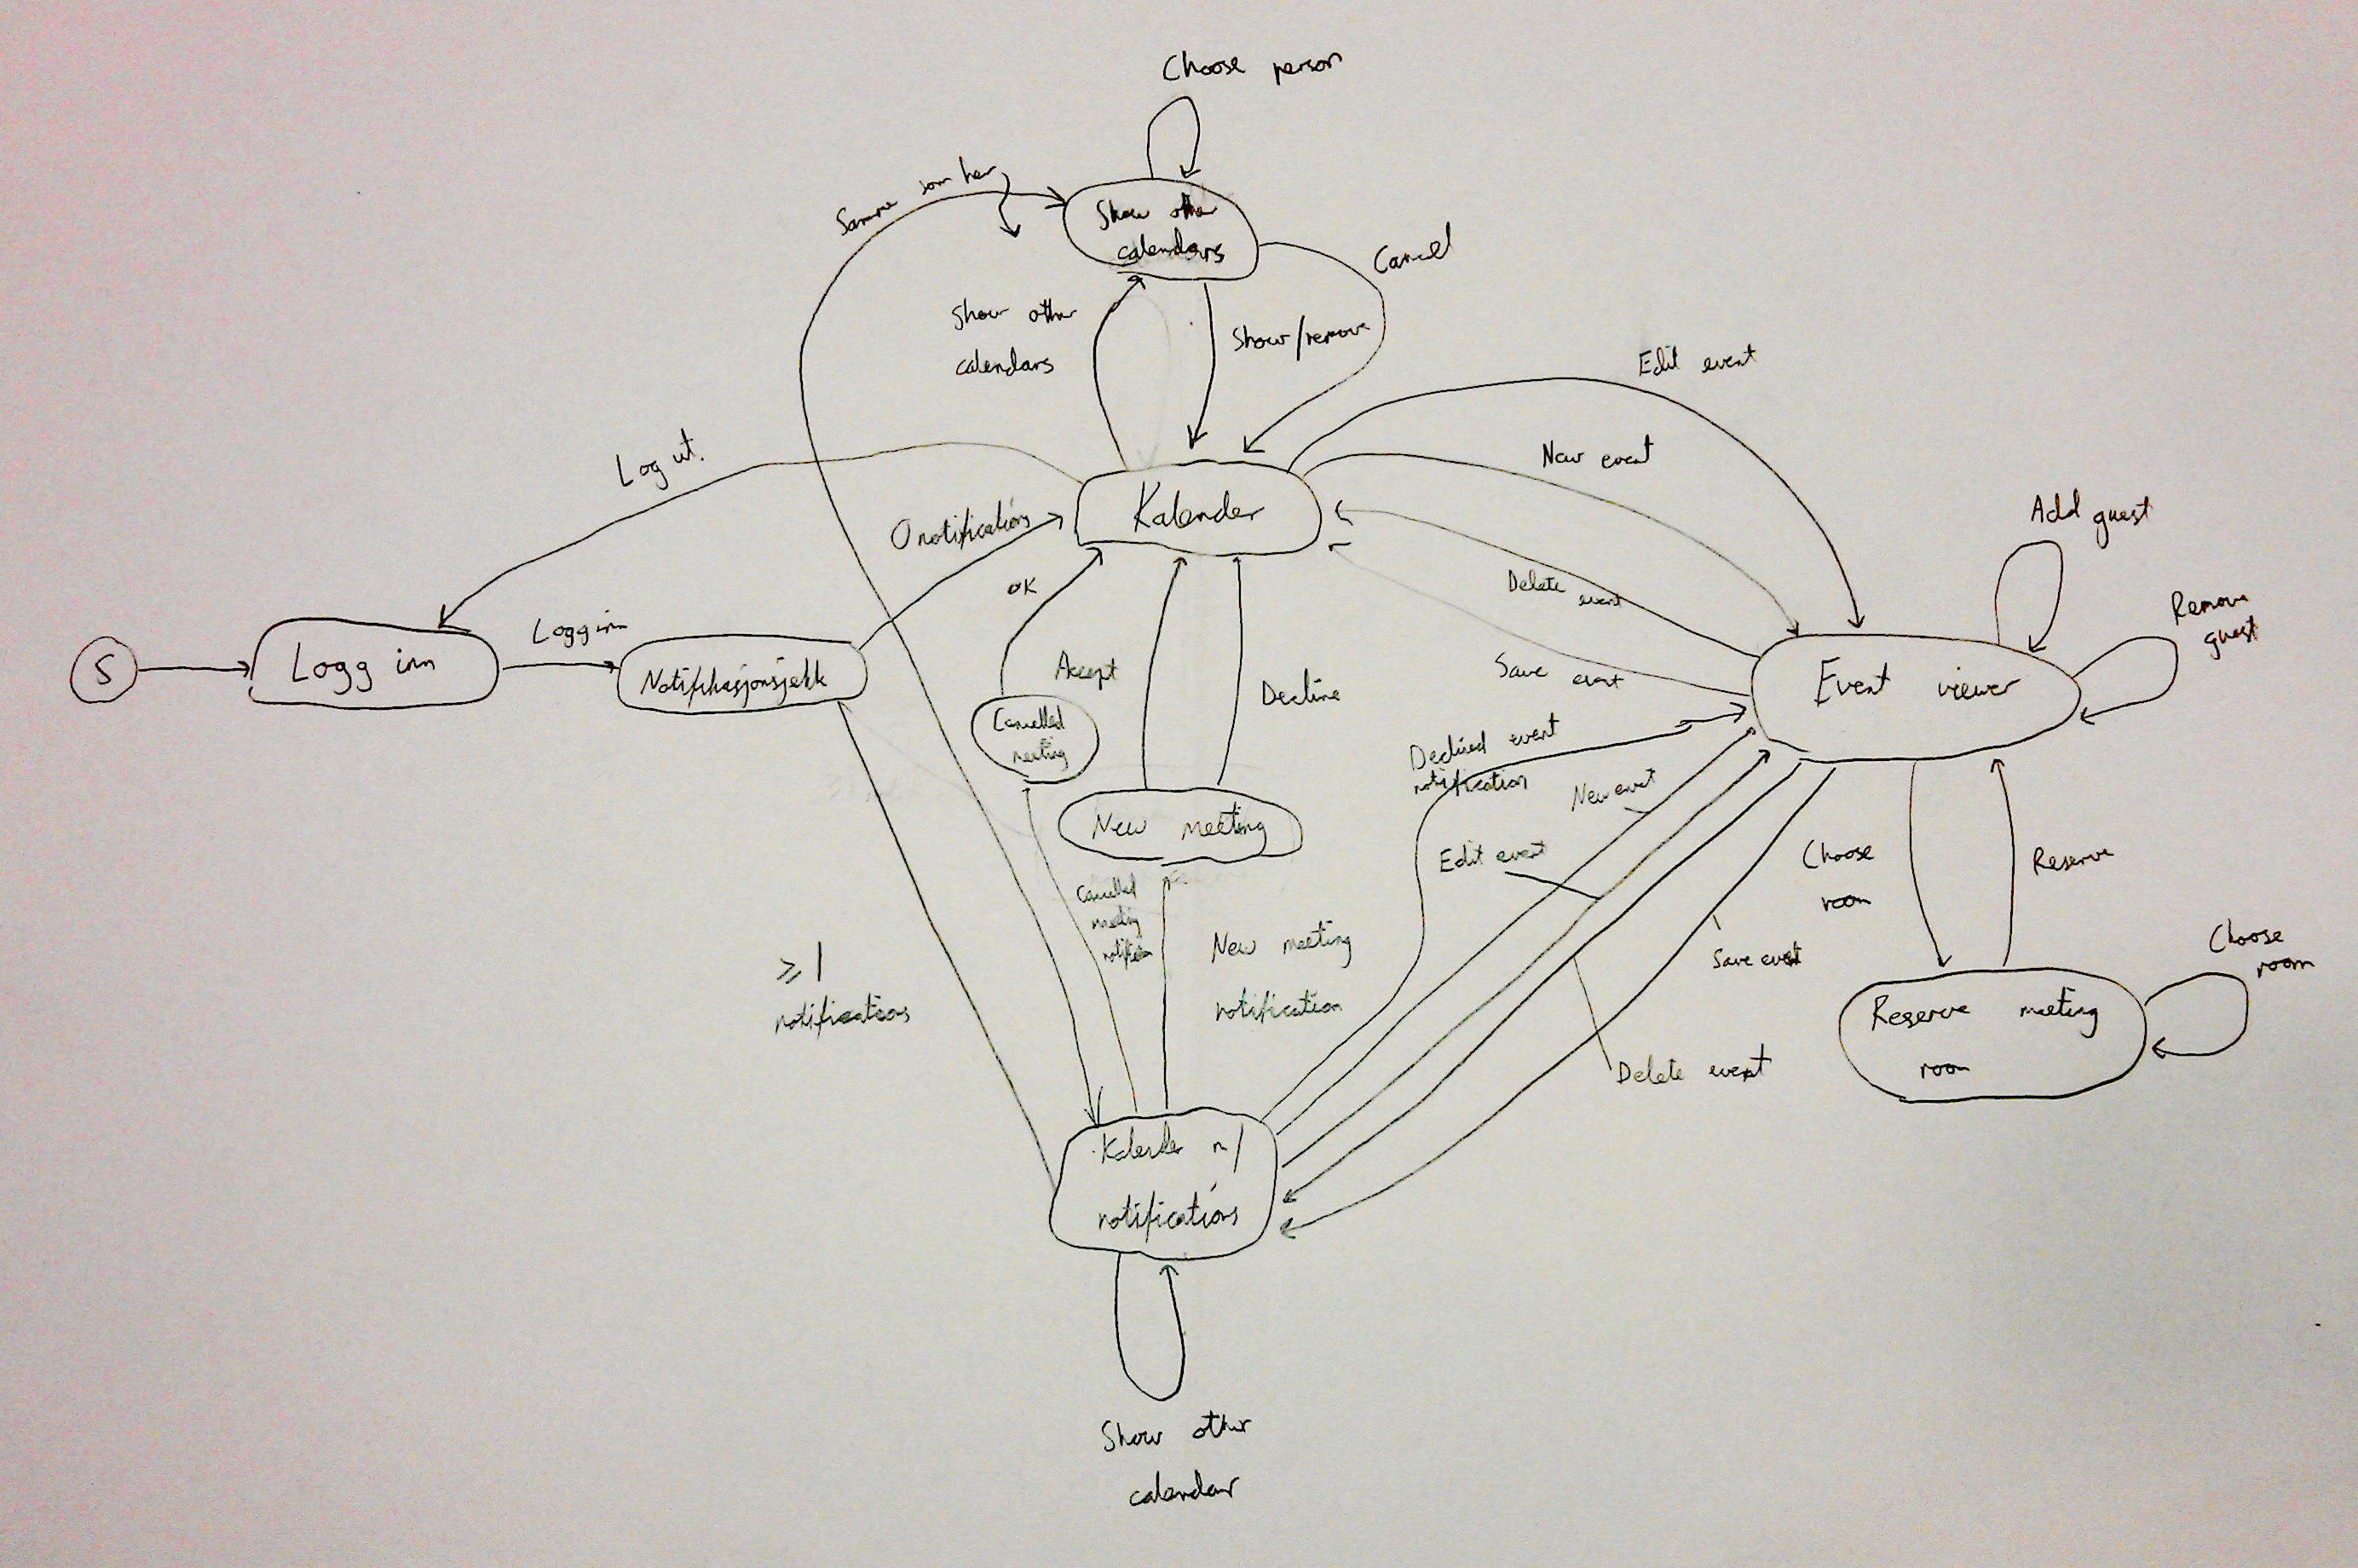 Choose person
Samme som her
Show other
calendars
Cancel
Show other
calendars
Show/remove
Edit event
Log ut.
New event
Kalender
0 notifications
Add guest
OK
Delete
event
Remove
guest
S
Logg inn
Logg inn
Notifikasjonsjekk
Accept
Decline
Save event
Event viewer
Cancelled
meeting
Declined event
notification
New event
New meeting
Edit event
Choose
room
Reserve
Cancelled
meeting
New meeting
notification
Save event
Choose
room
≥ 1
notifications
Reserve meeting
room
Delete event
Kalender m/
notifications
Show other
calendar